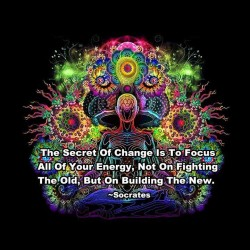 The Secret Of Change Is To Focus
All Of Your Energy, Not On Fighting
The Old, But On Building The New.
~Socrates